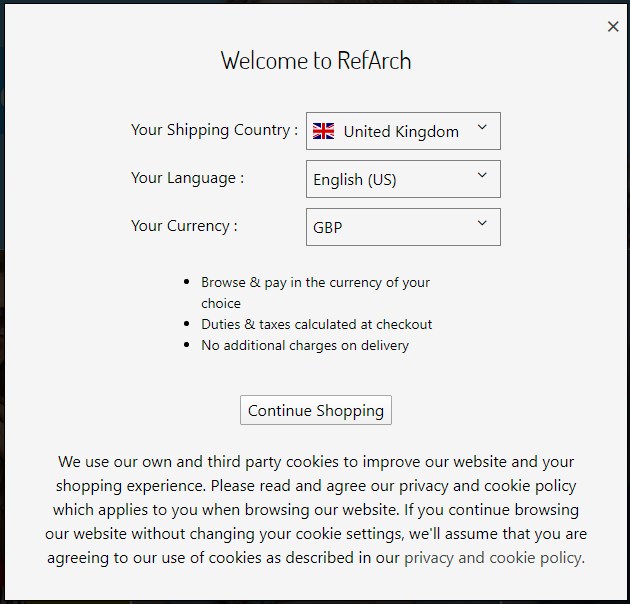 Welcome to RefArch
Your Shipping Country :
United Kingdom
Your Language :
English (US)
Your Currency :
GBP
Browse & pay in the currency of your
choice
Duties & taxes calculated at checkout
No additional charges on delivery
Continue Shopping
We use our own and third party cookies to improve our website and your
shopping experience. Please read and agree our privacy and cookie policy
which applies to you when browsing our website. If you continue browsing
our website without changing your cookie settings, we'll assume that you are
agreeing to our use of cookies as described in our privacy and cookie policy.